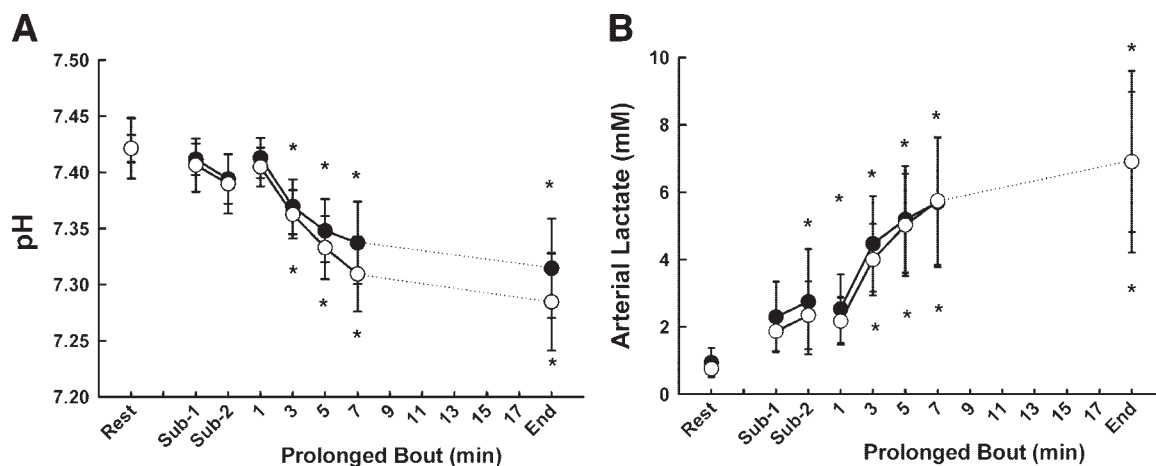 A
pH
7.50
7.45
7.40
7.35
7.30
7.25
7.20
* * * *
* * * *
Rest Sub-1 Sub-2 1 3 5 7 9 11 13 15 17 End
Prolonged Bout (min)
B
Arterial Lactate (mM)
10
8
6
4
2
0
* * * * * *
* * * *
Rest Sub-1 Sub-2 1 3 5 7 9 11 13 15 17 End
Prolonged Bout (min)